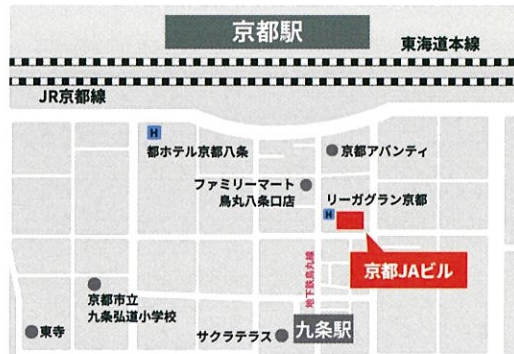 京都駅
東海道本線
JR京都線
H
都ホテル京都八条
京都アバンティ
ファミリーマート
烏丸八条口店
リーガグラン京都
H
京都JAビル
地下鉄烏丸線
京都市立
九条弘道小学校
東寺
サクラテラス
九条駅